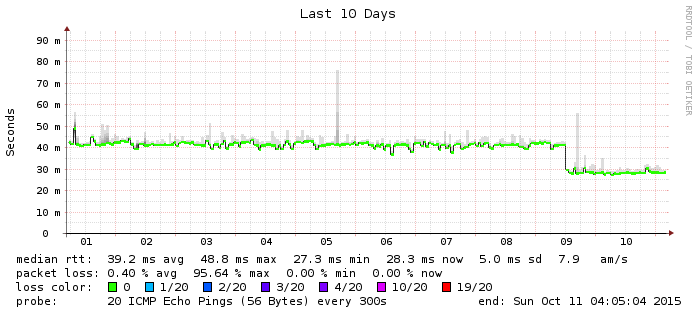 Last 10 Days
RRDTOOL / TOBI OETIKER
Seconds
90 m
80 m
70 m
60 m
50 m
40 m
30 m
20 m
10 m
0
01 02 03 04 05 06 07 08 09 10
median rtt: 39.2 ms avg 48.8 ms max 27.3 ms min 28.3 ms now 5.0 ms sd 7.9 am/s
packet loss: 0.40 % avg 95.64 % max 0.00 % min 0.00 % now
loss color: 0 1/20 2/20 3/20 4/20 10/20 19/20
probe: 20 ICMP Echo Pings (56 Bytes) every 300s end: Sun Oct 11 04:05:04 2015